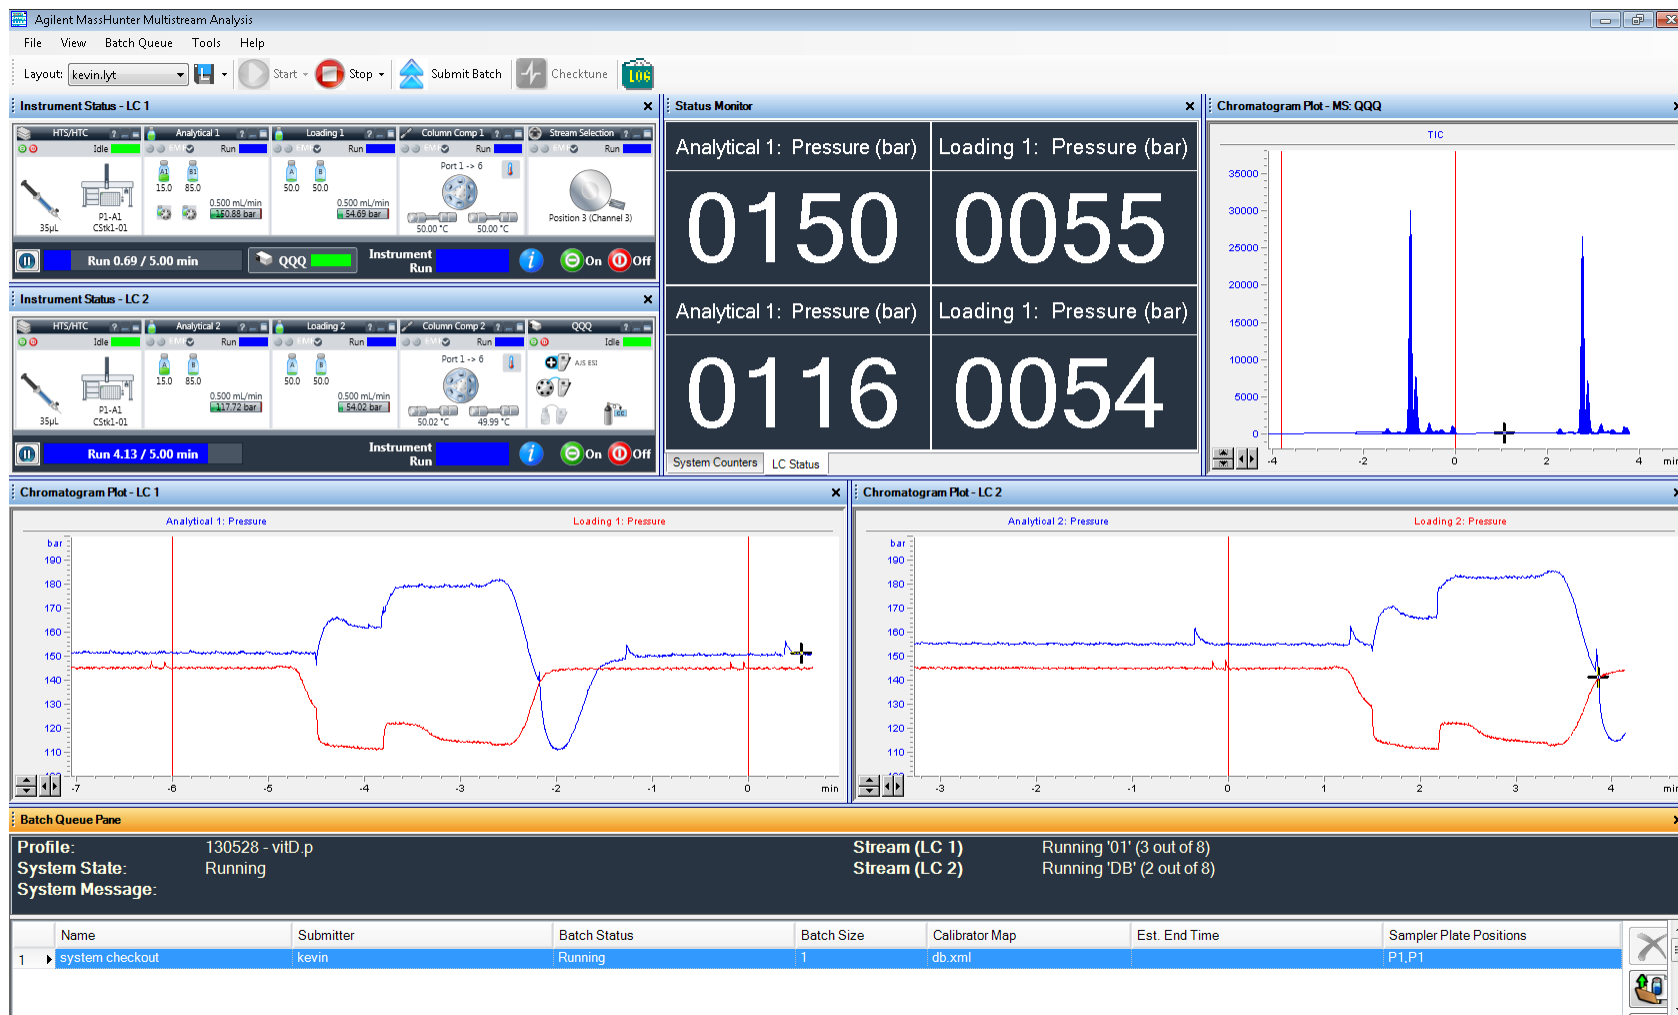 Agilent MassHunter Multistream Analysis
File View Batch Queue Tools Help
Layout: kevin.lyt Start Stop Submit Batch Checktune LOG
Instrument Status - LC 1
HTS/HTC ? Analytical 1 ? Loading 1 ? Column Comp 1 ? Stream Selection ?
Idle EMF Run Run EMF Run EMF Run
A1 B1 A B Port 1 -> 6
15.0 85.0 50.0 50.0
0.500 mL/min 0.500 mL/min
P1-A1 150.88 bar 54.69 bar Position 3 (Channel 3)
35µL CStk1-01 50.00 °C 50.00 °C
Run 0.69 / 5.00 min QQQ Instrument Run i On Off
Instrument Status - LC 2
HTS/HTC ? Analytical 2 ? Loading 2 ? Column Comp 2 ? QQQ ?
Idle EMF Run Run EMF Run Idle
A B A B Port 1 -> 6 AJS ESI
15.0 85.0 50.0 50.0
0.500 mL/min 0.500 mL/min
P1-A1 117.72 bar 54.02 bar CC
35µL CStk1-01 50.02 °C 49.99 °C
Run 4.13 / 5.00 min Instrument Run i On Off
Status Monitor
Analytical 1: Pressure (bar) Loading 1: Pressure (bar)
0150 0055
Analytical 1: Pressure (bar) Loading 1: Pressure (bar)
0116 0054
System Counters LC Status
Chromatogram Plot - MS: QQQ
TIC
35000
30000
25000
20000
15000
10000
5000
0
-4 -2 0 2 4 min
Chromatogram Plot - LC 1
Analytical 1: Pressure Loading 1: Pressure
bar
190
180
170
160
150
140
130
120
110
100
-7 -6 -5 -4 -3 -2 -1 0 min
Chromatogram Plot - LC 2
Analytical 2: Pressure Loading 2: Pressure
bar
190
180
170
160
150
140
130
120
110
100
-3 -2 -1 0 1 2 3 4 min
Batch Queue Pane
Profile: 130528 - vitD.p Stream (LC 1) Running '01' (3 out of 8)
System State: Running Stream (LC 2) Running 'DB' (2 out of 8)
System Message:
Name Submitter Batch Status Batch Size Calibrator Map Est. End Time Sampler Plate Positions
1 system checkout kevin Running 1 db.xml P1,P1